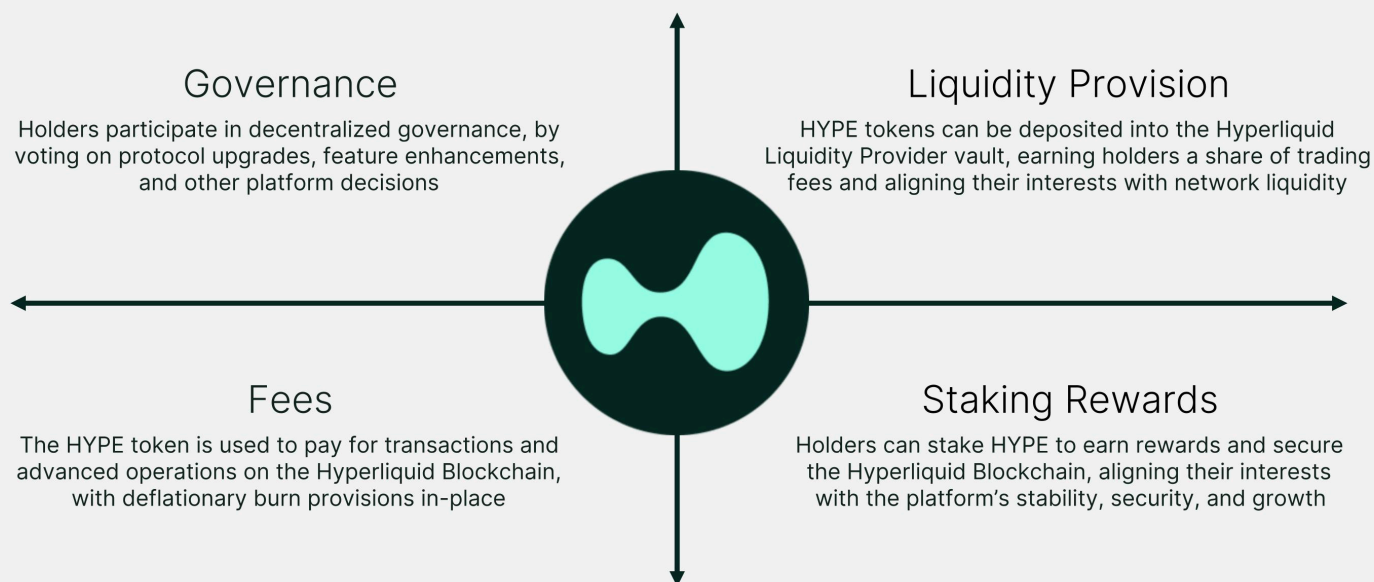 Governance
Holders participate in decentralized governance, by
voting on protocol upgrades, feature enhancements,
and other platform decisions
Liquidity Provision
HYPE tokens can be deposited into the Hyperliquid
Liquidity Provider vault, earning holders a share of trading
fees and aligning their interests with network liquidity
Fees
The HYPE token is used to pay for transactions and
advanced operations on the Hyperliquid Blockchain,
with deflationary burn provisions in-place
Staking Rewards
Holders can stake HYPE to earn rewards and secure
the Hyperliquid Blockchain, aligning their interests
with the platform’s stability, security, and growth